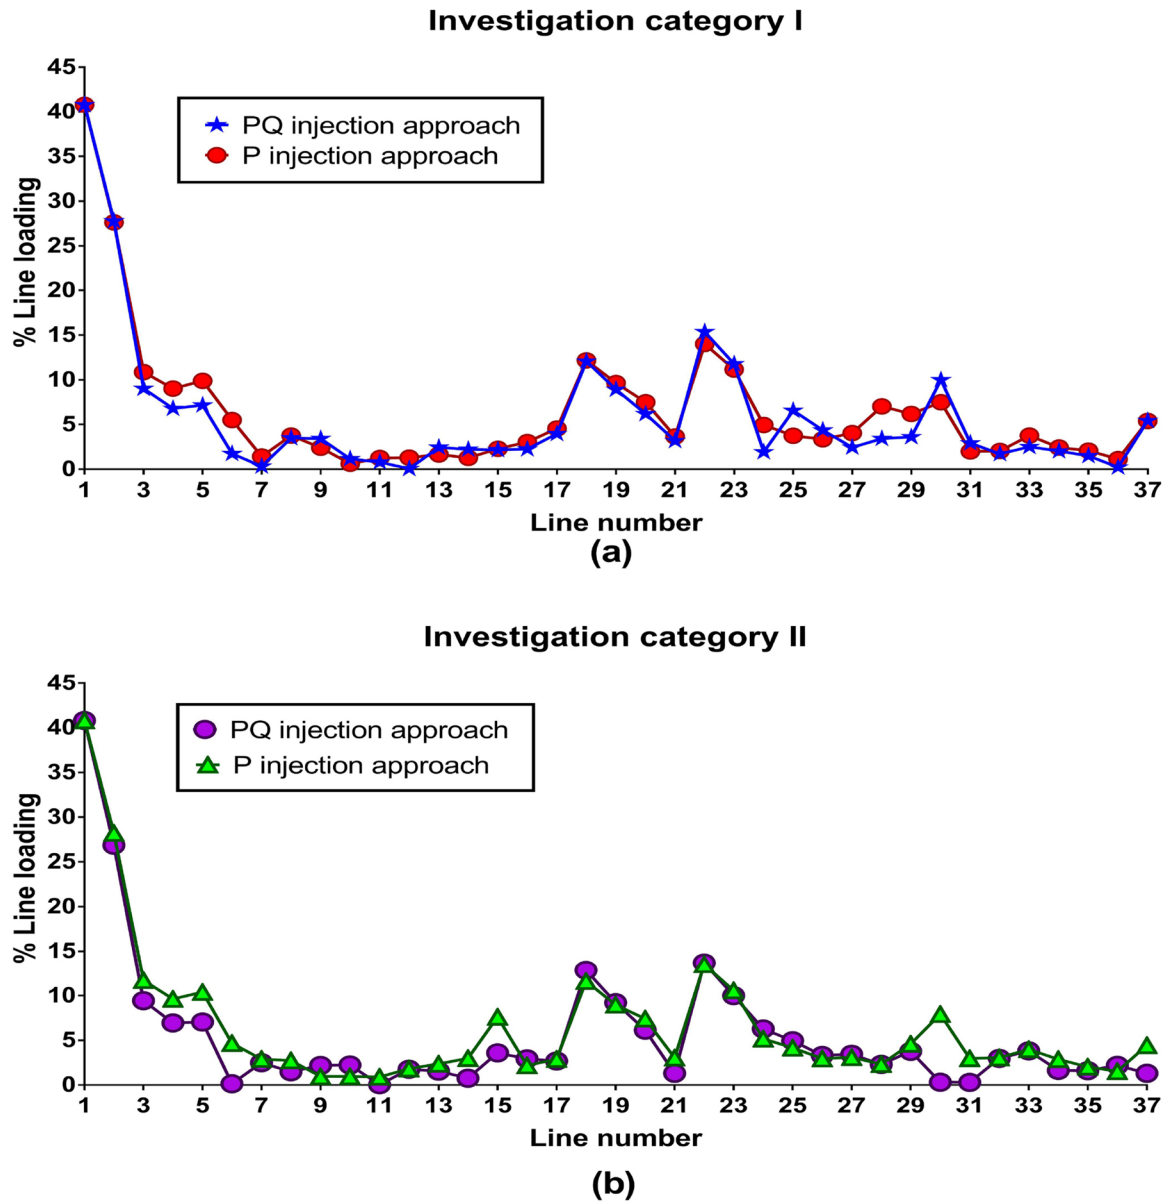 Investigation category I
45
40
35
30
25
20
15
10
5
0
% Line loading
PQ injection approach
P injection approach
1 3 5 7 9 11 13 15 17 19 21 23 25 27 29 31 33 35 37
Line number
(a)
Investigation category II
45
40
35
30
25
20
15
10
5
0
% Line loading
PQ injection approach
P injection approach
1 3 5 7 9 11 13 15 17 19 21 23 25 27 29 31 33 35 37
Line number
(b)